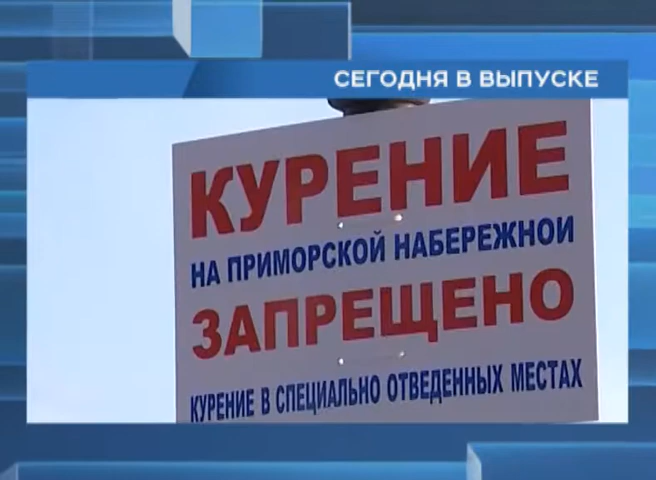 СЕГОДНЯ В ВЫПУСКЕ
КУРЕНИЕ
НА ПРИМОРСКОЙ НАБЕРЕЖНОЙ
ЗАПРЕЩЕНО
КУРЕНИЕ В СПЕЦИАЛЬНО ОТВЕДЕННЫХ МЕСТАХ